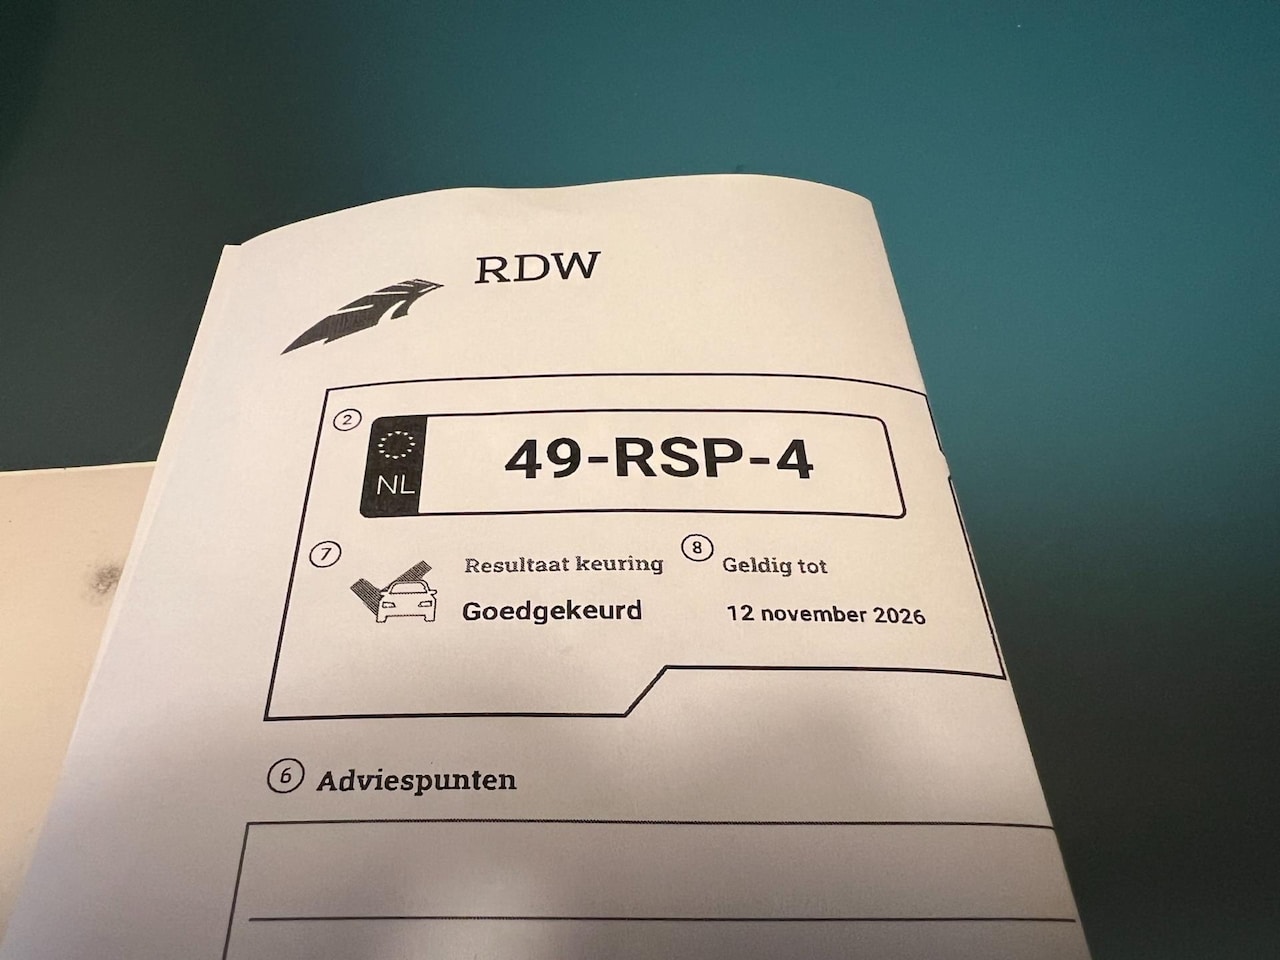 RDW
2
NL
49-RSP-4
7
Resultaat keuring
8
Geldig tot
Goedgekeurd
12 november 2026
6 Adviespunten